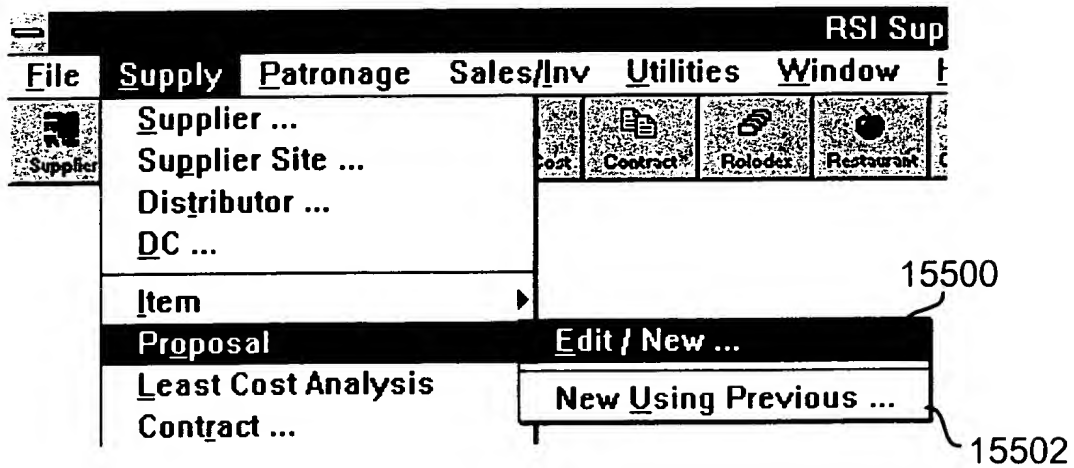 RSI Sup
File Supply Patronage Sales/Inv Utilities Window
Supplier Cost Contract Rolodex Restaurant
Supplier ...
Supplier Site ...
Distributor ...
DC ...
Item
Proposal
Least Cost Analysis
Contract ...
15500
Edit / New ...
New Using Previous ...
15502